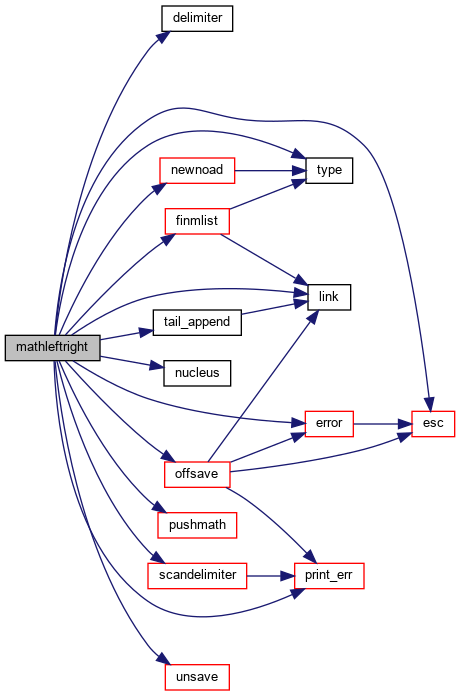 delimiter
newnoad
type
finmlist
link
tail_append
mathleftright
nucleus
error
esc
offsave
pushmath
scandelimiter
print_err
unsave